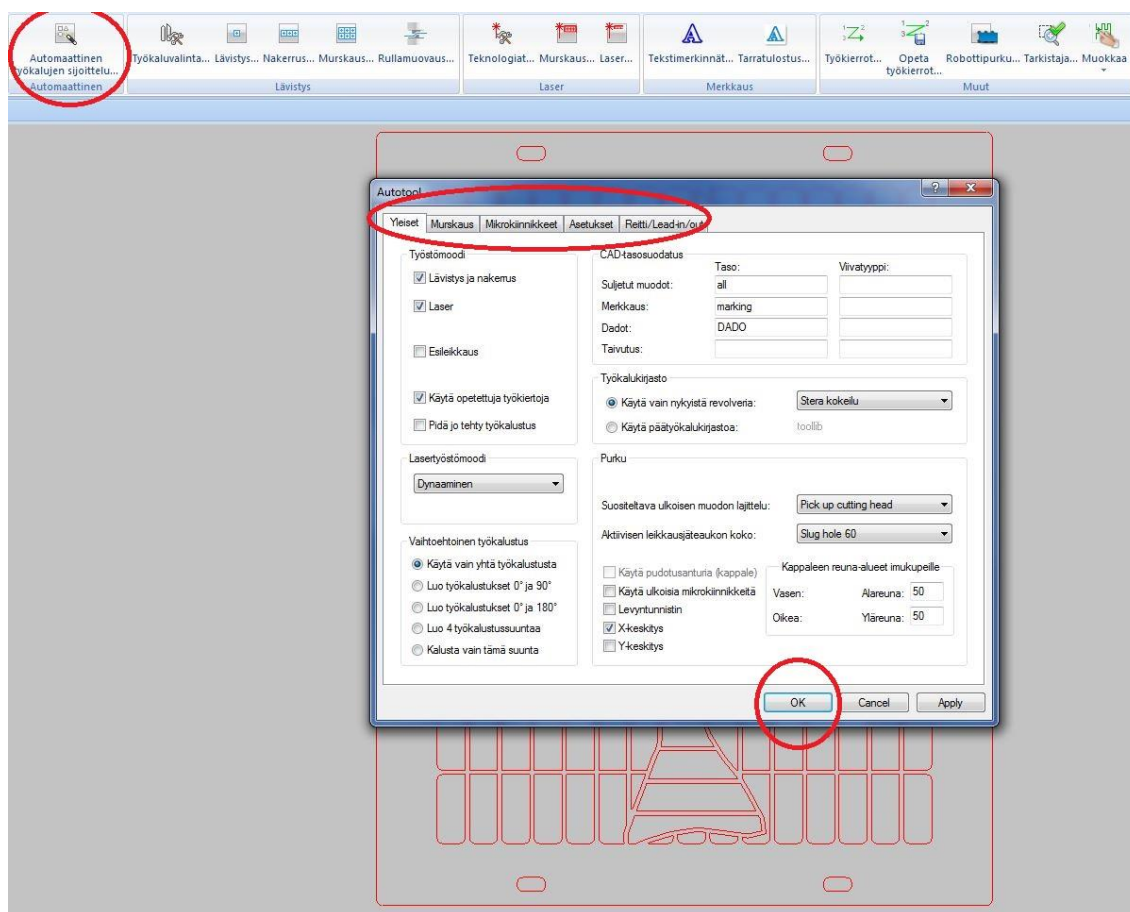 Automaattinen työkalujen sijoittelu...
Työkaluvalinta... Lävistys... Nakerrus... Murskaus... Rullamuovaus...
Teknologiat... Murskaus... Laser...
Tekstimerkinnät... Tarratulostus...
Työkierrot... Opeta työkierrot... Robottipurku... Tarkistaja... Muokkaa
Automaattinen
Lävistys
Laser
Merkkaus
Muut
Autotool
Yleiset Murskaus Mikrokiinnikkeet Asetukset Reitti/Lead-in/out
Työstömoodi
Lävistys ja nakerrus
Laser
Esileikkaus
Käytä opetettuja työkiertoja
Pidä jo tehty työkalustus
Lasertyöstömoodi
Dynaaminen
Vaihtoehtoinen työkalustus
Käytä vain yhtä työkalustusta
Luo työkalustukset 0° ja 90°
Luo työkalustukset 0° ja 180°
Luo 4 työkalustussuuntaa
Kalusta vain tämä suunta
CAD-tasosuodatus
Taso: Viivatyyppi:
Suljetut muodot: all
Merkkaus: marking
Dadot: DADO
Taivutus:
Työkalukirjasto
Käytä vain nykyistä revolveria: Stera kokeilu
Käytä päätyökalukirjastoa: toollib
Purku
Suositeltava ulkoisen muodon lajittelu: Pick up cutting head
Aktiivisen leikkausjäteaukon koko: Slug hole 60
Käytä pudotusanturia (kappale)
Käytä ulkoisia mikrokiinnikkeitä
Levyntunnistin
X-keskitys
Y-keskitys
Kappaleen reuna-alueet imukupeille
Vasen: Alareuna: 50
Oikea: Yläreuna: 50
OK Cancel Apply